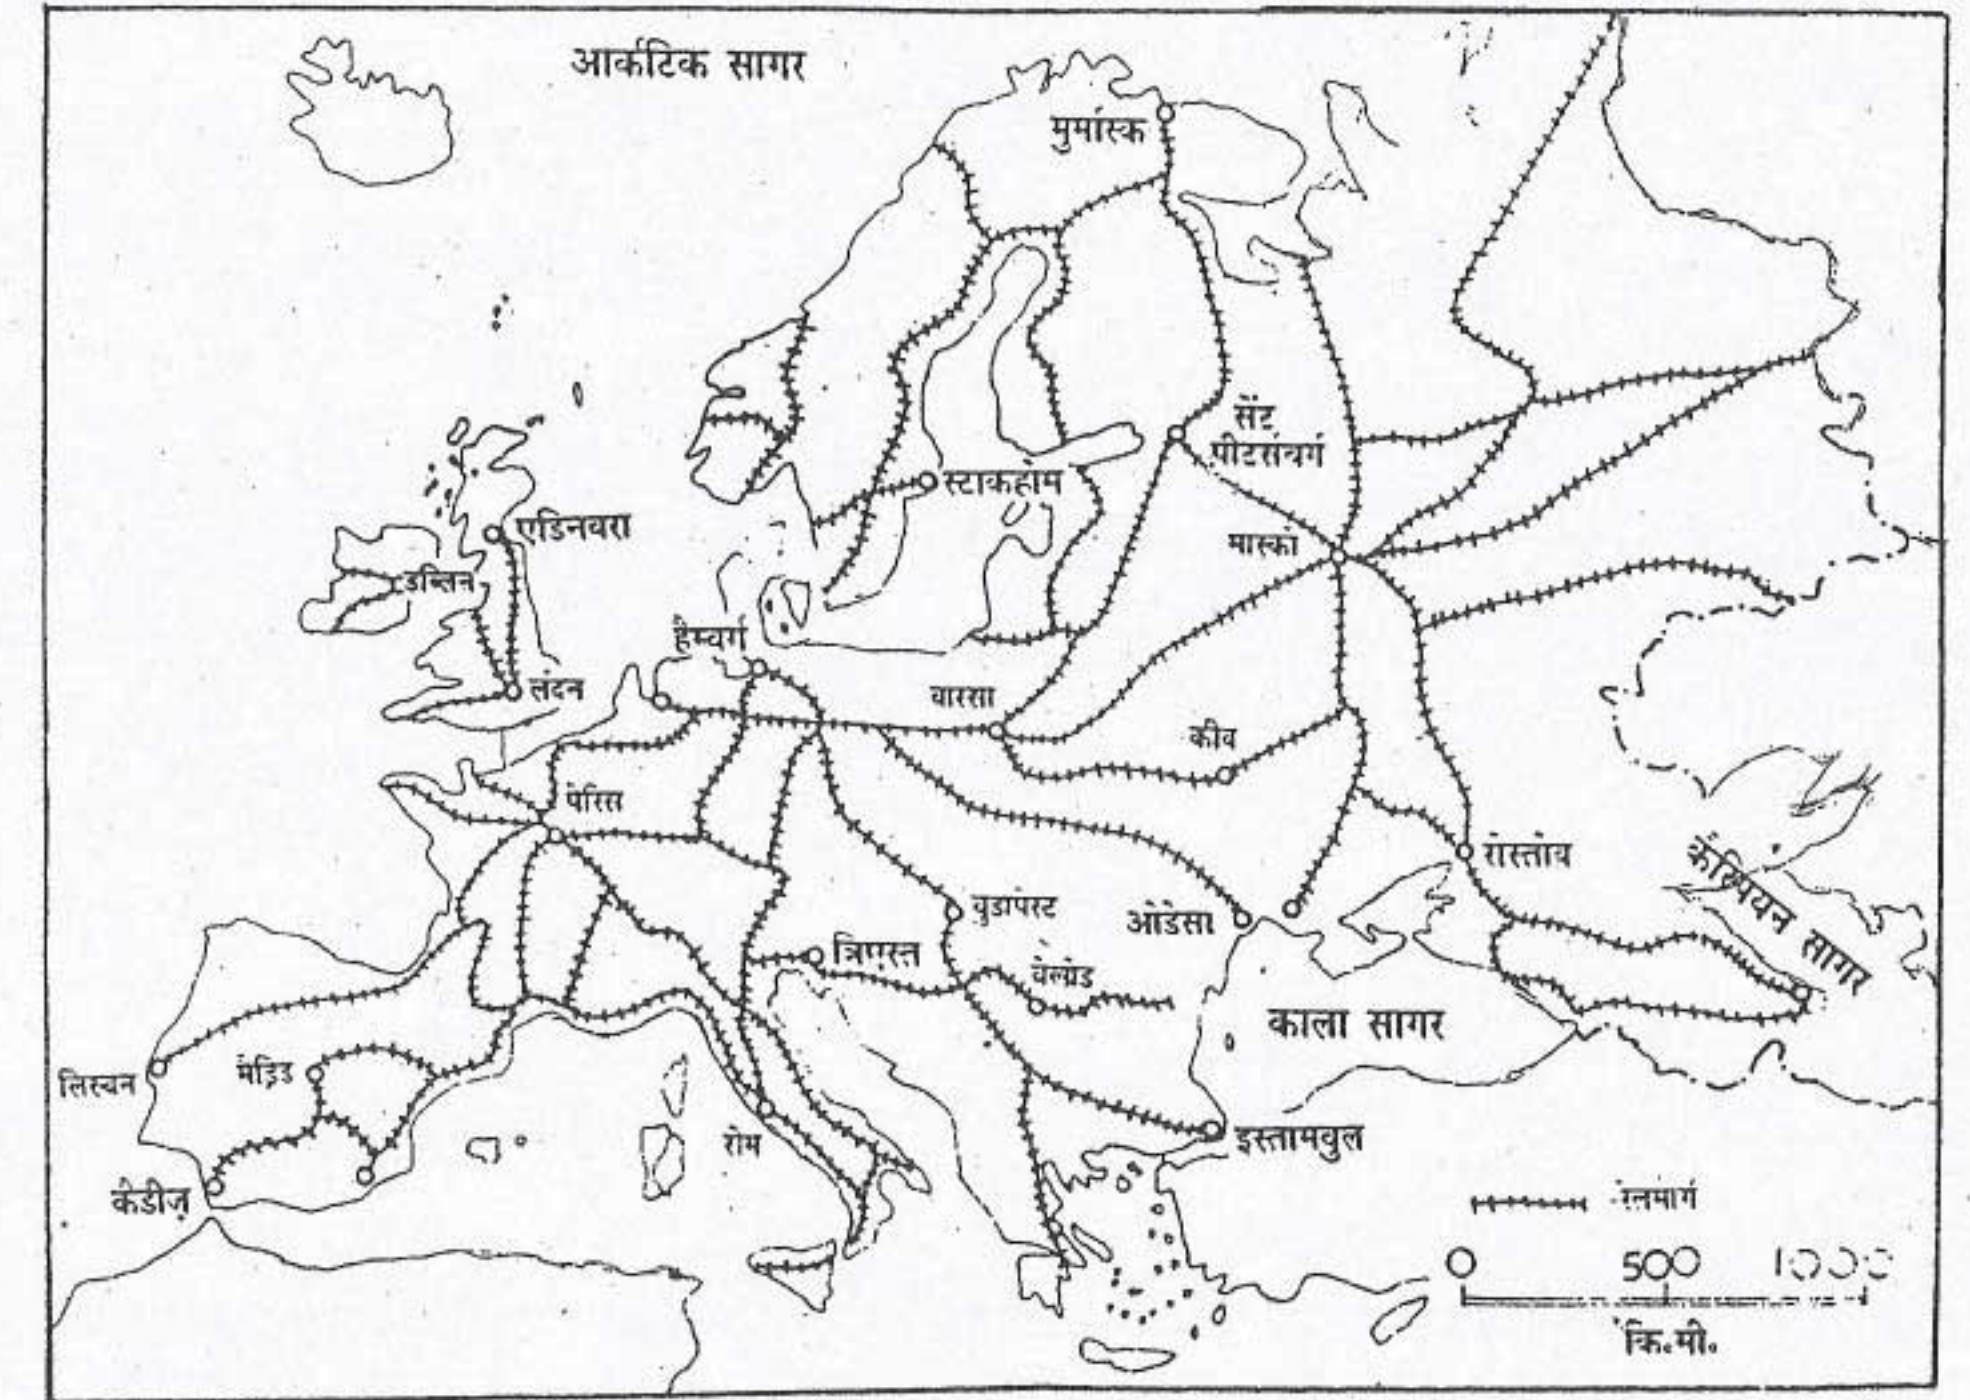 आर्कटिक सागर
मुर्मास्क
सेंट
पीटर्सबर्ग
स्टाकहोम
एडिनबरा
मास्को
डब्लिन
हैम्बर्ग
लंदन
वारसा
कीव
पेरिस
रोस्तोव
कैस्पियन सागर
बुडापेस्ट
ओडेसा
त्रिएस्त
बेलग्रेड
काला सागर
लिस्बन
मैड्रिड
रोम
इस्तामबुल
केडीज़
रेलमार्ग
0 500 1000
कि.मी.